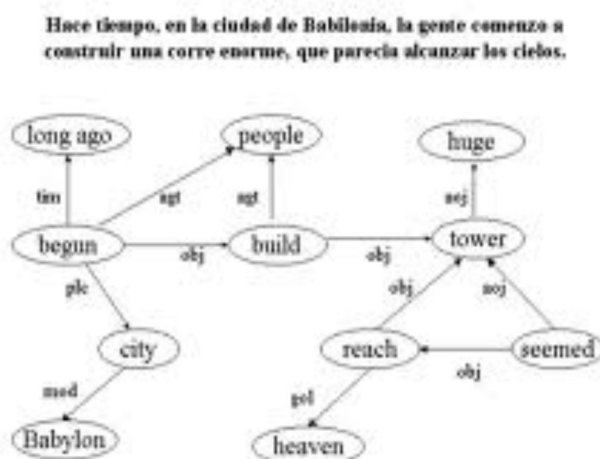 Hace tiempo, en la ciudad de Babilonia, la gente comenzo a
construir una corre enorme, que parecia alcanzar los cielos.
long ago people huge
tim agt agt aoj
begun obj build obj tower
plc obj aoj
city reach seemed
obj
mod gol
Babylon heaven